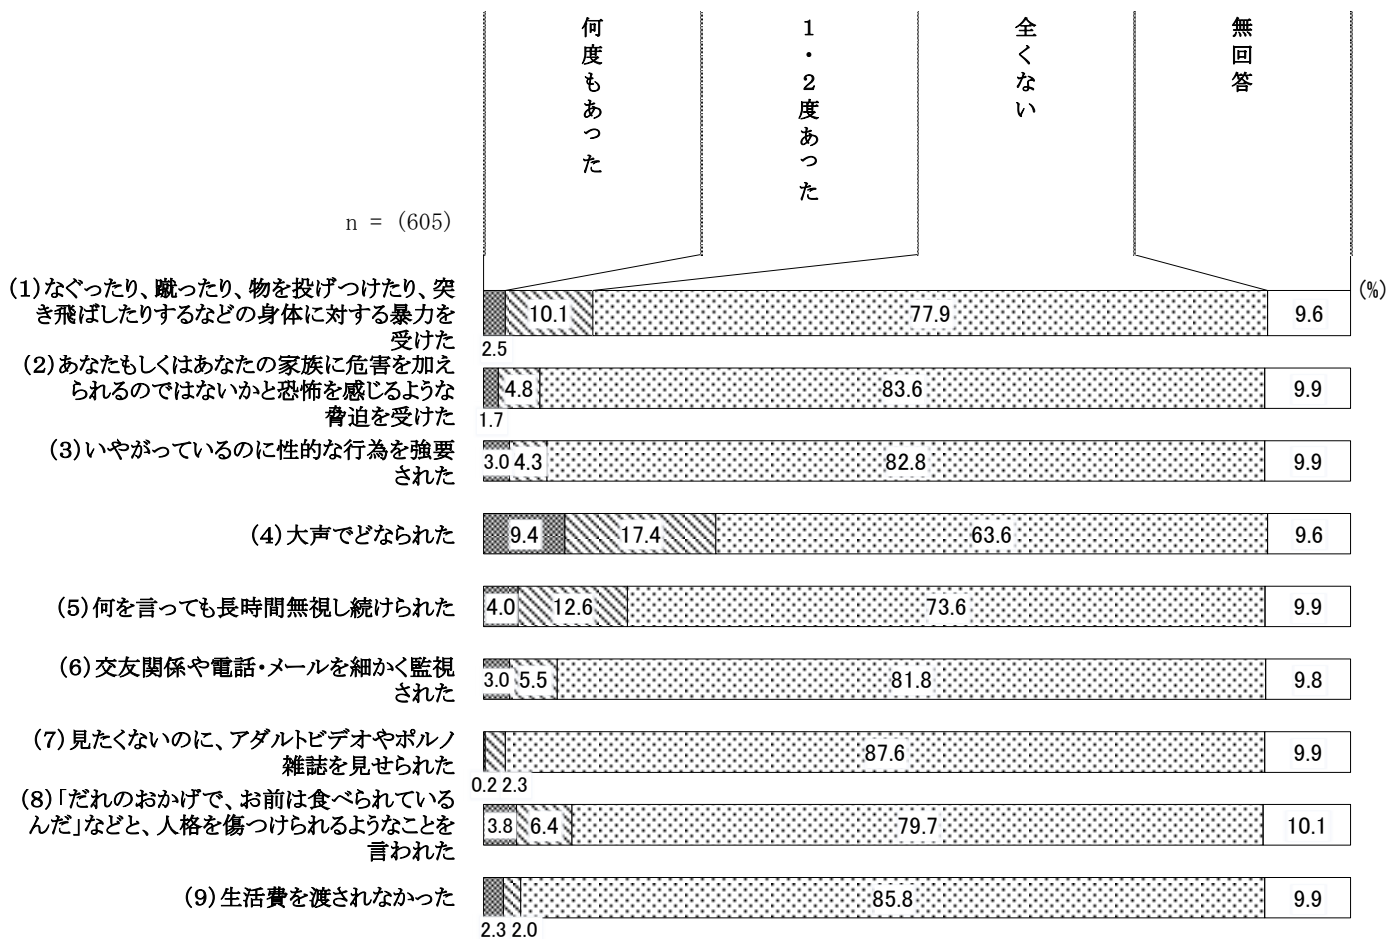 何度もあった
1・2度あった
全くない
無回答
n = (605)
(%)
(1)なぐったり、蹴ったり、物を投げつけたり、突
き飛ばしたりするなどの身体に対する暴力を
受けた
2.5
10.1
77.9
9.6
(2)あなたもしくはあなたの家族に危害を加え
られるのではないかと恐怖を感じるような
脅迫を受けた
1.7
4.8
83.6
9.9
(3)いやがっているのに性的な行為を強要
された
3.0
4.3
82.8
9.9
(4)大声でどなられた
9.4
17.4
63.6
9.6
(5)何を言っても長時間無視し続けられた
4.0
12.6
73.6
9.9
(6)交友関係や電話・メールを細かく監視
された
3.0
5.5
81.8
9.8
(7)見たくないのに、アダルトビデオやポルノ
雑誌を見せられた
0.2
2.3
87.6
9.9
(8)「だれのおかげで、お前は食べられている
んだ」などと、人格を傷つけられるようなことを
言われた
3.8
6.4
79.7
10.1
(9)生活費を渡されなかった
2.3
2.0
85.8
9.9